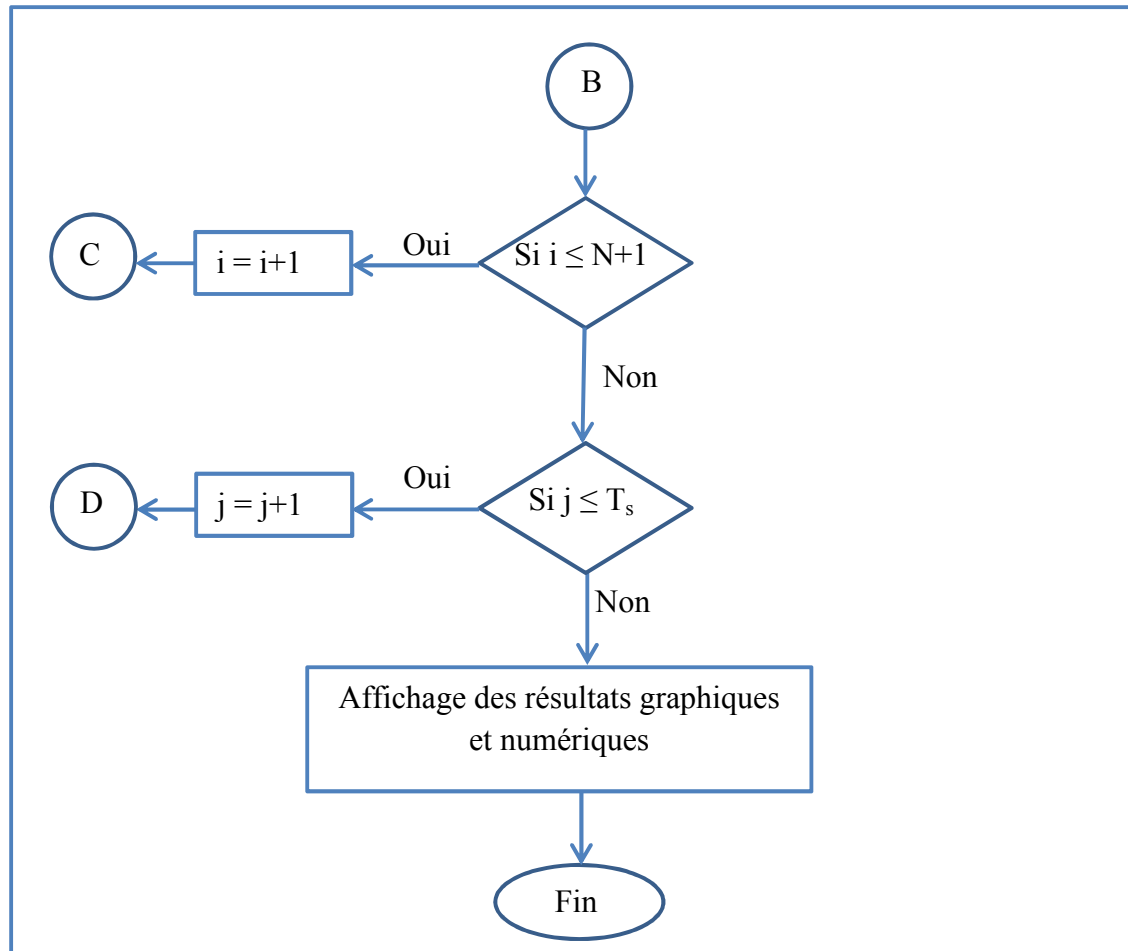 B
C
i = i+1
Oui
Si i ≤ N+1
Non
D
j = j+1
Oui
Si j ≤ Tₛ
Non
Affichage des résultats graphiques
et numériques
Fin